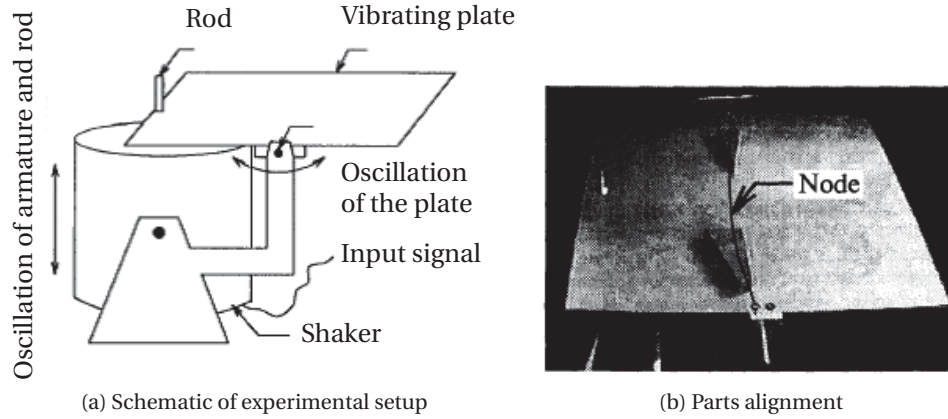 Rod
Vibrating plate
Oscillation of armature and rod
Oscillation
of the plate
Input signal
Shaker
(a) Schematic of experimental setup
Node
(b) Parts alignment